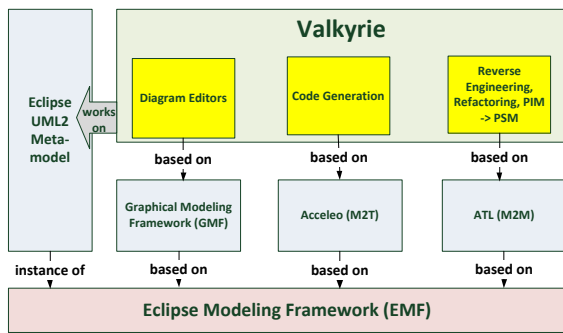 Valkyrie
Eclipse
UML2
Meta-
model
works
on
Diagram Editors
Code Generation
Reverse
Engineering,
Refactoring, PIM
-> PSM
based on
based on
based on
Graphical Modeling
Framework (GMF)
Acceleo (M2T)
ATL (M2M)
instance of
based on
based on
based on
Eclipse Modeling Framework (EMF)